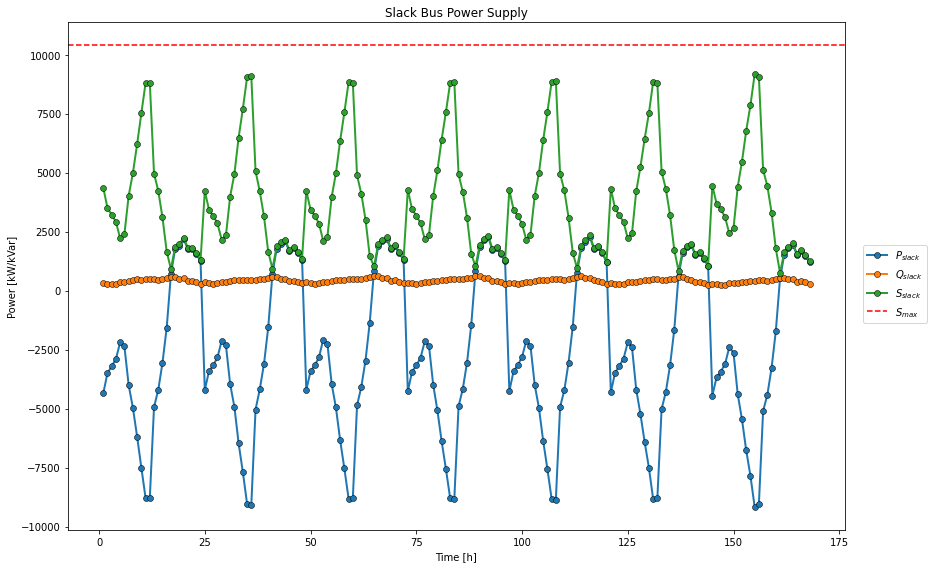 Slack Bus Power Supply
10000
7500
5000
2500
0
−2500
−5000
−7500
−10000
Power [kW/kVar]
0 25 50 75 100 125 150 175
Time [h]
P_slack
Q_slack
S_slack
S_max